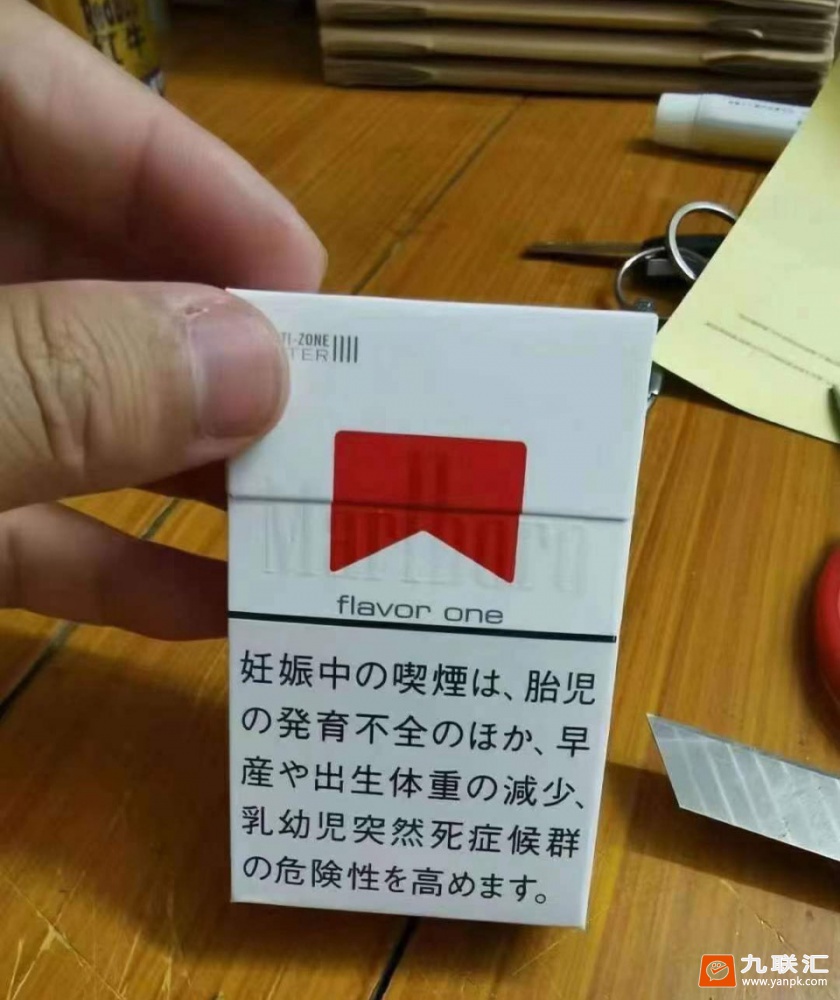 TI-ZONE
TER
Marlboro
flavor one
妊娠中の喫煙は、胎児
の発育不全のほか、早
産や出生体重の減少、
乳幼児突然死症候群
の危険性を高めます。
九联汇
www.yanpk.com